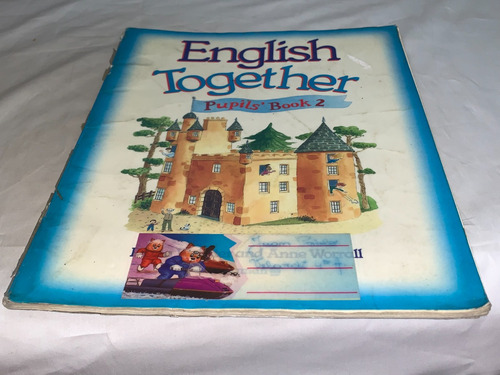 English
Together
Pupils' Book 2
and Anne Worrall